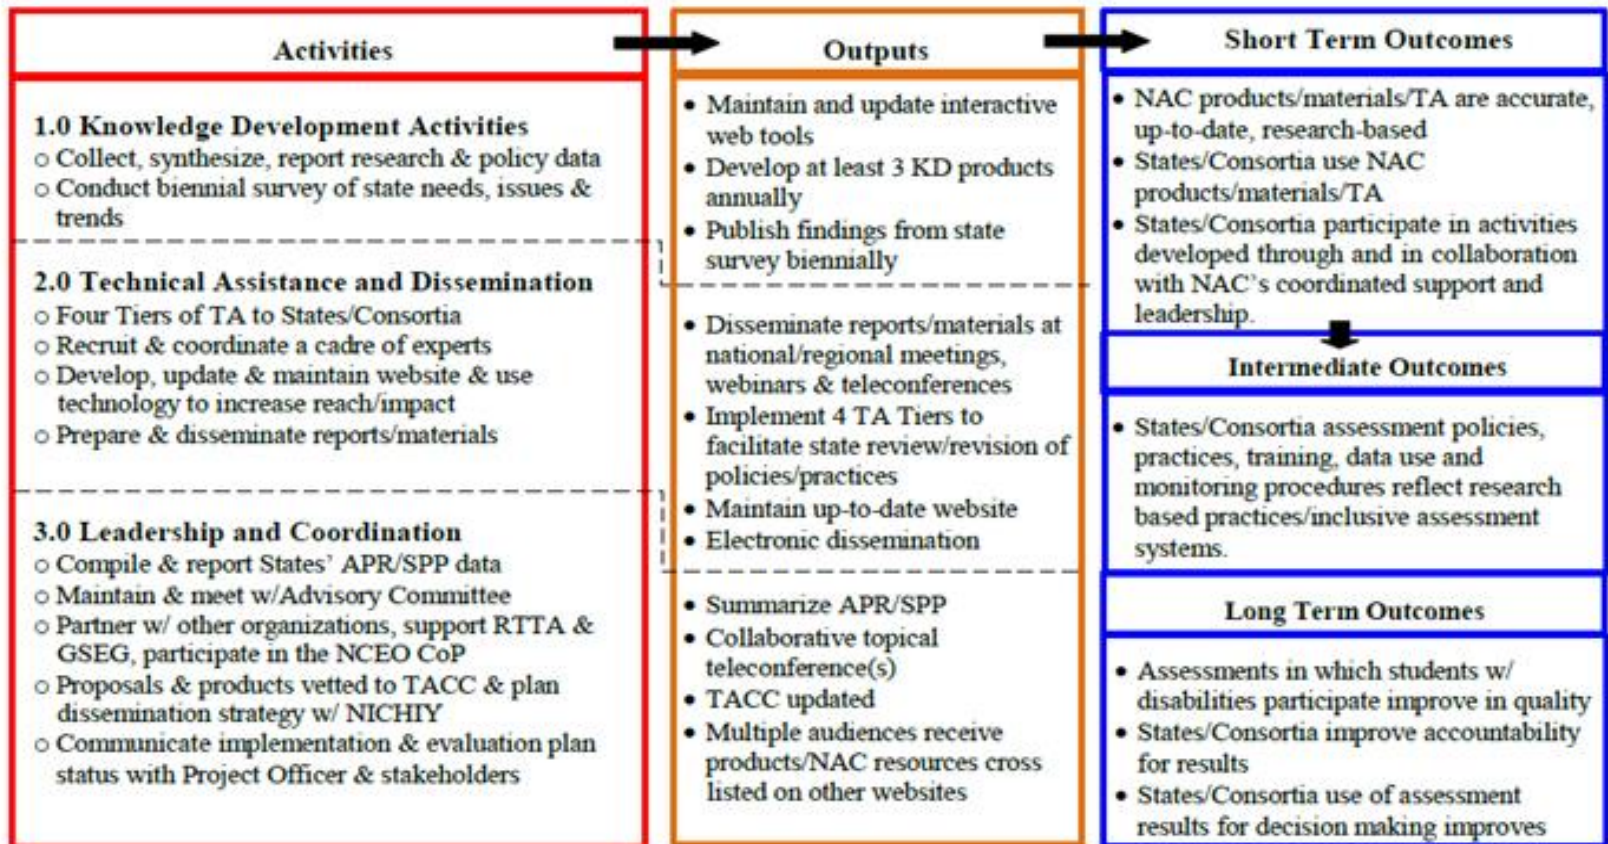 Activities
1.0 Knowledge Development Activities
○ Collect, synthesize, report research & policy data
○ Conduct biennial survey of state needs, issues &
trends
2.0 Technical Assistance and Dissemination
○ Four Tiers of TA to States/Consortia
○ Recruit & coordinate a cadre of experts
○ Develop, update & maintain website & use
technology to increase reach/impact
○ Prepare & disseminate reports/materials
3.0 Leadership and Coordination
○ Compile & report States' APR/SPP data
○ Maintain & meet w/Advisory Committee
○ Partner w/ other organizations, support RTTA &
GSEG, participate in the NCEO CoP
○ Proposals & products vetted to TACC & plan
dissemination strategy w/ NICHIY
○ Communicate implementation & evaluation plan
status with Project Officer & stakeholders
Outputs
• Maintain and update interactive
web tools
• Develop at least 3 KD products
annually
• Publish findings from state
survey biennially
• Disseminate reports/materials at
national/regional meetings,
webinars & teleconferences
• Implement 4 TA Tiers to
facilitate state review/revision of
policies/practices
• Maintain up-to-date website
• Electronic dissemination
• Summarize APR/SPP
• Collaborative topical
teleconference(s)
• TACC updated
• Multiple audiences receive
products/NAC resources cross
listed on other websites
Short Term Outcomes
• NAC products/materials/TA are accurate,
up-to-date, research-based
• States/Consortia use NAC
products/materials/TA
• States/Consortia participate in activities
developed through and in collaboration
with NAC's coordinated support and
leadership.
Intermediate Outcomes
• States/Consortia assessment policies,
practices, training, data use and
monitoring procedures reflect research
based practices/inclusive assessment
systems.
Long Term Outcomes
• Assessments in which students w/
disabilities participate improve in quality
• States/Consortia improve accountability
for results
• States/Consortia use of assessment
results for decision making improves